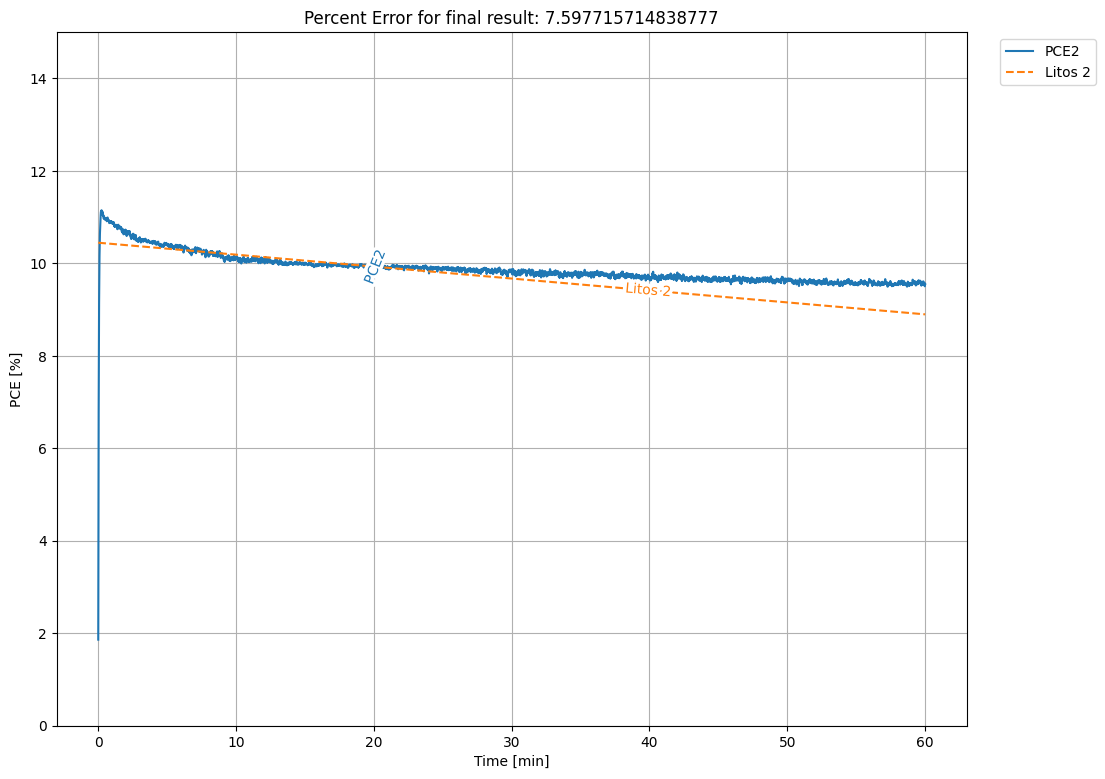 Percent Error for final result: 7.597715714838777
PCE2
Litos 2
14
12
10
8
6
4
2
0
PCE [%]
PCE2
Litos 2
0 10 20 30 40 50 60
Time [min]